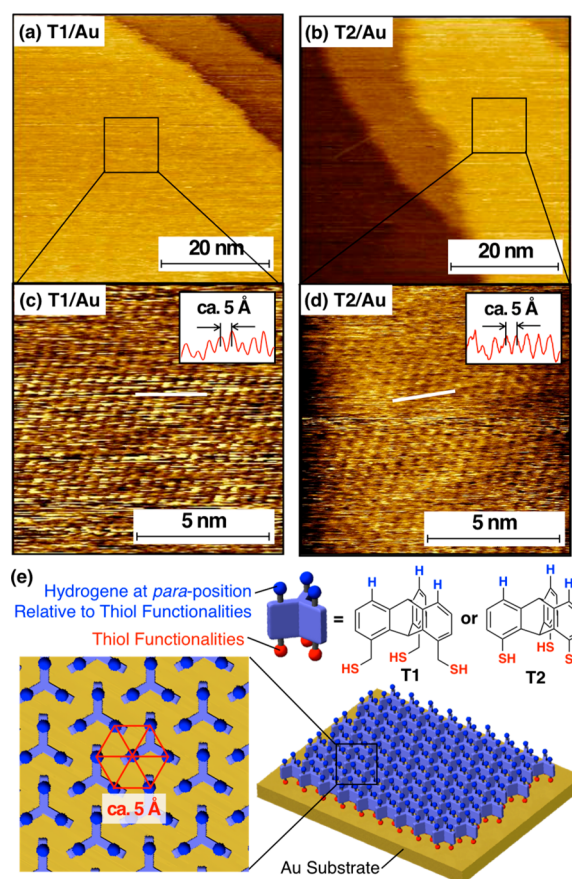 (a) T1/Au
20 nm
(b) T2/Au
20 nm
(c) T1/Au
ca. 5 Å
5 nm
(d) T2/Au
ca. 5 Å
5 nm
(e)
Hydrogene at para-position
Relative to Thiol Functionalities
Thiol Functionalities
=
H
H
H
HS
HS
SH
T1
or
H
H
H
SH
HS
S
T2
ca. 5 Å
Au Substrate